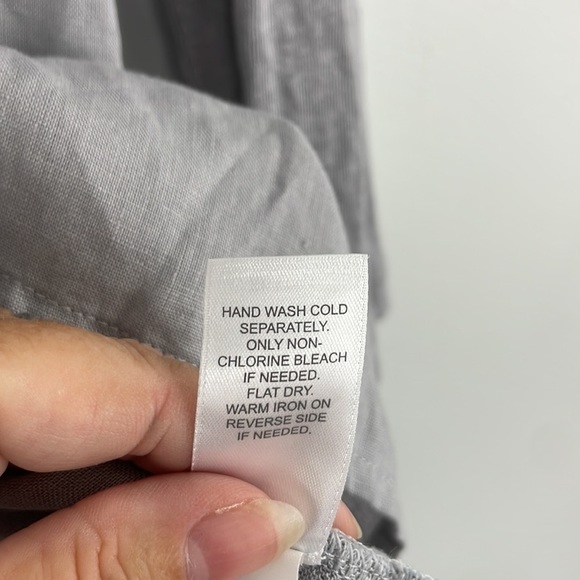 HAND WASH COLD
SEPARATELY.
ONLY NON-
CHLORINE BLEACH
IF NEEDED.
FLAT DRY.
WARM IRON ON
REVERSE SIDE
IF NEEDED.